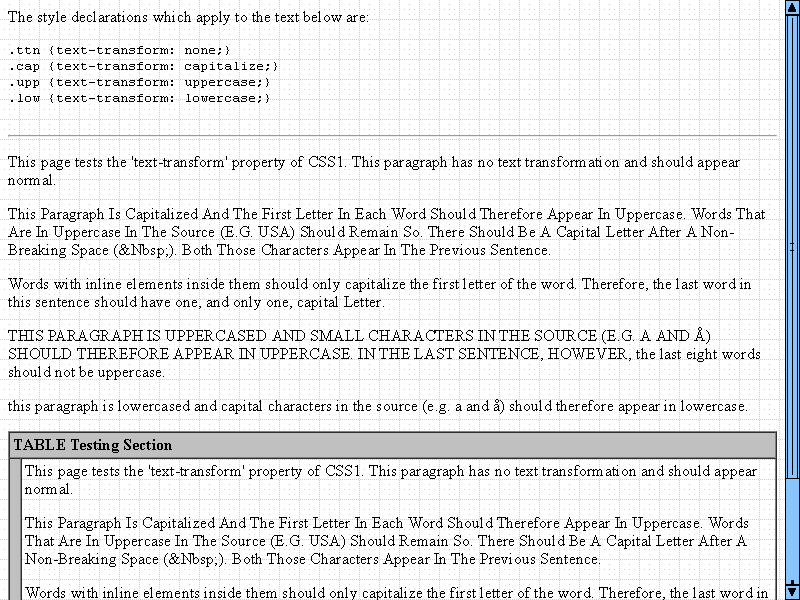 The style declarations which apply to the text below are:
.ttn {text-transform: none;}
.cap {text-transform: capitalize;}
.upp {text-transform: uppercase;}
.low {text-transform: lowercase;}
This page tests the 'text-transform' property of CSS1. This paragraph has no text transformation and should appear
normal.
This Paragraph Is Capitalized And The First Letter In Each Word Should Therefore Appear In Uppercase. Words That
Are In Uppercase In The Source (E.G. USA) Should Remain So. There Should Be A Capital Letter After A Non-
Breaking Space (&Nbsp;). Both Those Characters Appear In The Previous Sentence.
Words with inline elements inside them should only capitalize the first letter of the word. Therefore, the last word in
this sentence should have one, and only one, capital Letter.
THIS PARAGRAPH IS UPPERCASED AND SMALL CHARACTERS IN THE SOURCE (E.G. A AND Å)
SHOULD THEREFORE APPEAR IN UPPERCASE. IN THE LAST SENTENCE, HOWEVER, the last eight words
should not be uppercase.
this paragraph is lowercased and capital characters in the source (e.g. a and å) should therefore appear in lowercase.
TABLE Testing Section
This page tests the 'text-transform' property of CSS1. This paragraph has no text transformation and should appear
normal.
This Paragraph Is Capitalized And The First Letter In Each Word Should Therefore Appear In Uppercase. Words
That Are In Uppercase In The Source (E.G. USA) Should Remain So. There Should Be A Capital Letter After A
Non-Breaking Space (&Nbsp;). Both Those Characters Appear In The Previous Sentence.
Words with inline elements inside them should only capitalize the first letter of the word. Therefore, the last word in